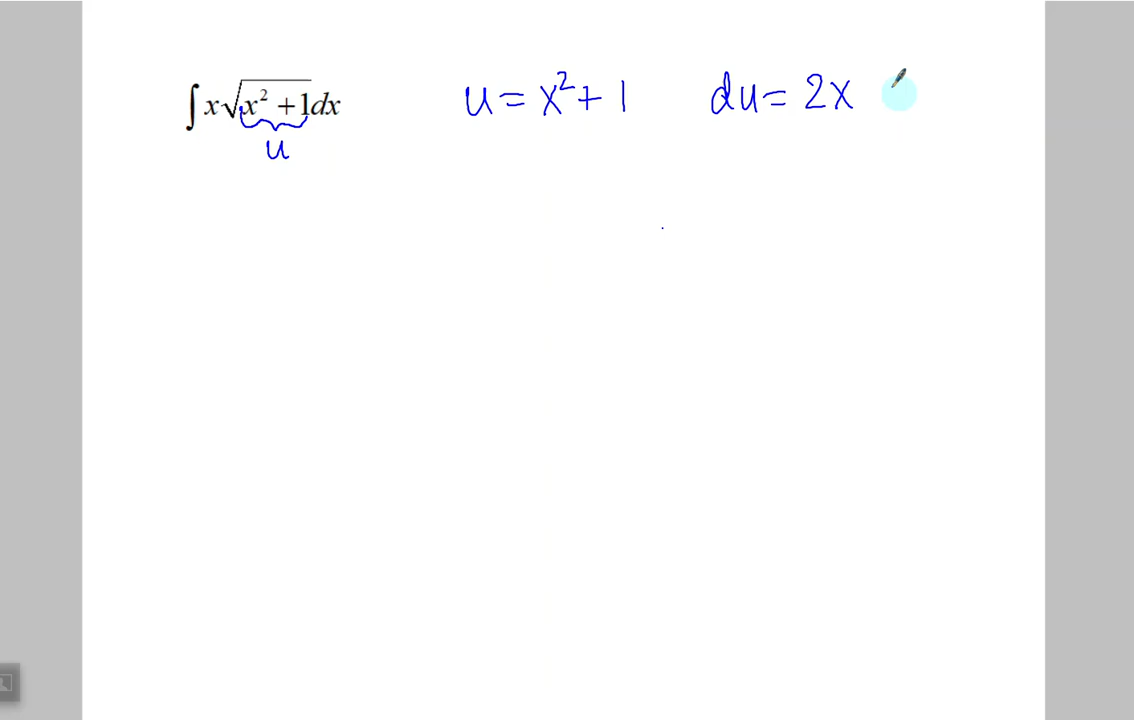 ∫x√(x² + 1)dx u = x² + 1 du = 2x
u